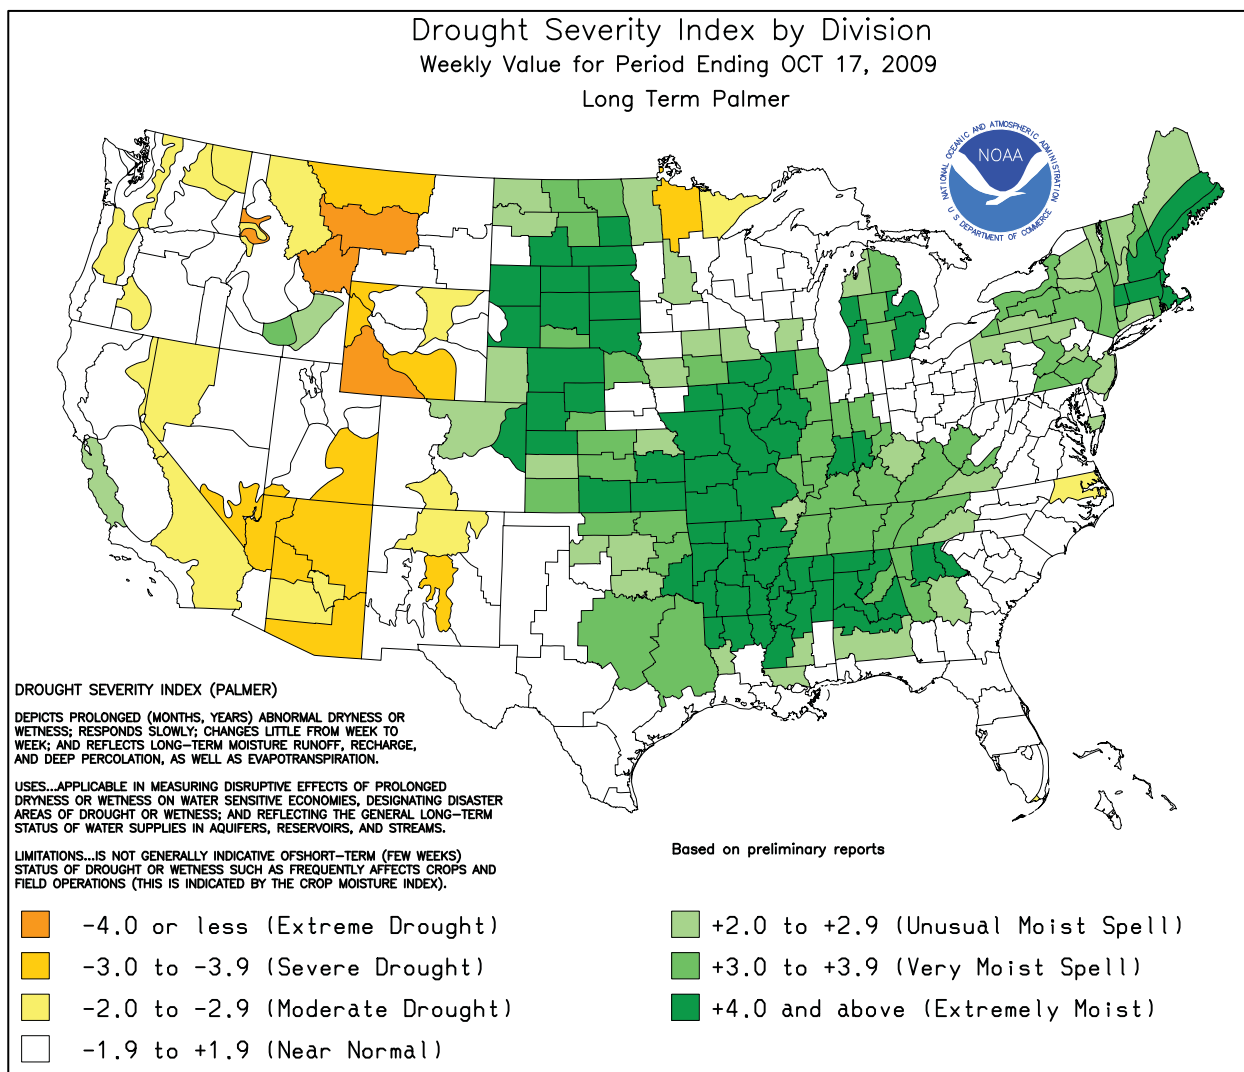 Drought Severity Index by Division
Weekly Value for Period Ending OCT 17, 2009
Long Term Palmer
NATIONAL OCEANIC AND ATMOSPHERIC ADMINISTRATION
NOAA
U S DEPARTMENT OF COMMERCE
DROUGHT SEVERITY INDEX (PALMER)
DEPICTS PROLONGED (MONTHS, YEARS) ABNORMAL DRYNESS OR
WETNESS; RESPONDS SLOWLY; CHANGES LITTLE FROM WEEK TO
WEEK; AND REFLECTS LONG-TERM MOISTURE RUNOFF, RECHARGE,
AND DEEP PERCOLATION, AS WELL AS EVAPOTRANSPIRATION.
USES...APPLICABLE IN MEASURING DISRUPTIVE EFFECTS OF PROLONGED
DRYNESS OR WETNESS ON WATER SENSITIVE ECONOMIES, DESIGNATING DISASTER
AREAS OF DROUGHT OR WETNESS; AND REFLECTING THE GENERAL LONG-TERM
STATUS OF WATER SUPPLIES IN AQUIFERS, RESERVOIRS, AND STREAMS.
LIMITATIONS...IS NOT GENERALLY INDICATIVE OFSHORT-TERM (FEW WEEKS)
STATUS OF DROUGHT OR WETNESS SUCH AS FREQUENTLY AFFECTS CROPS AND
FIELD OPERATIONS (THIS IS INDICATED BY THE CROP MOISTURE INDEX).
Based on preliminary reports
-4.0 or less (Extreme Drought)
-3.0 to -3.9 (Severe Drought)
-2.0 to -2.9 (Moderate Drought)
-1.9 to +1.9 (Near Normal)
+2.0 to +2.9 (Unusual Moist Spell)
+3.0 to +3.9 (Very Moist Spell)
+4.0 and above (Extremely Moist)